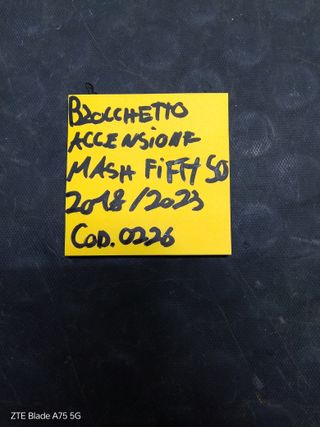 BLOCCHETTO
ACCENSIONE
MASH FIFTY 50
2018/2023
COD. 0226
ZTE Blade A75 5G